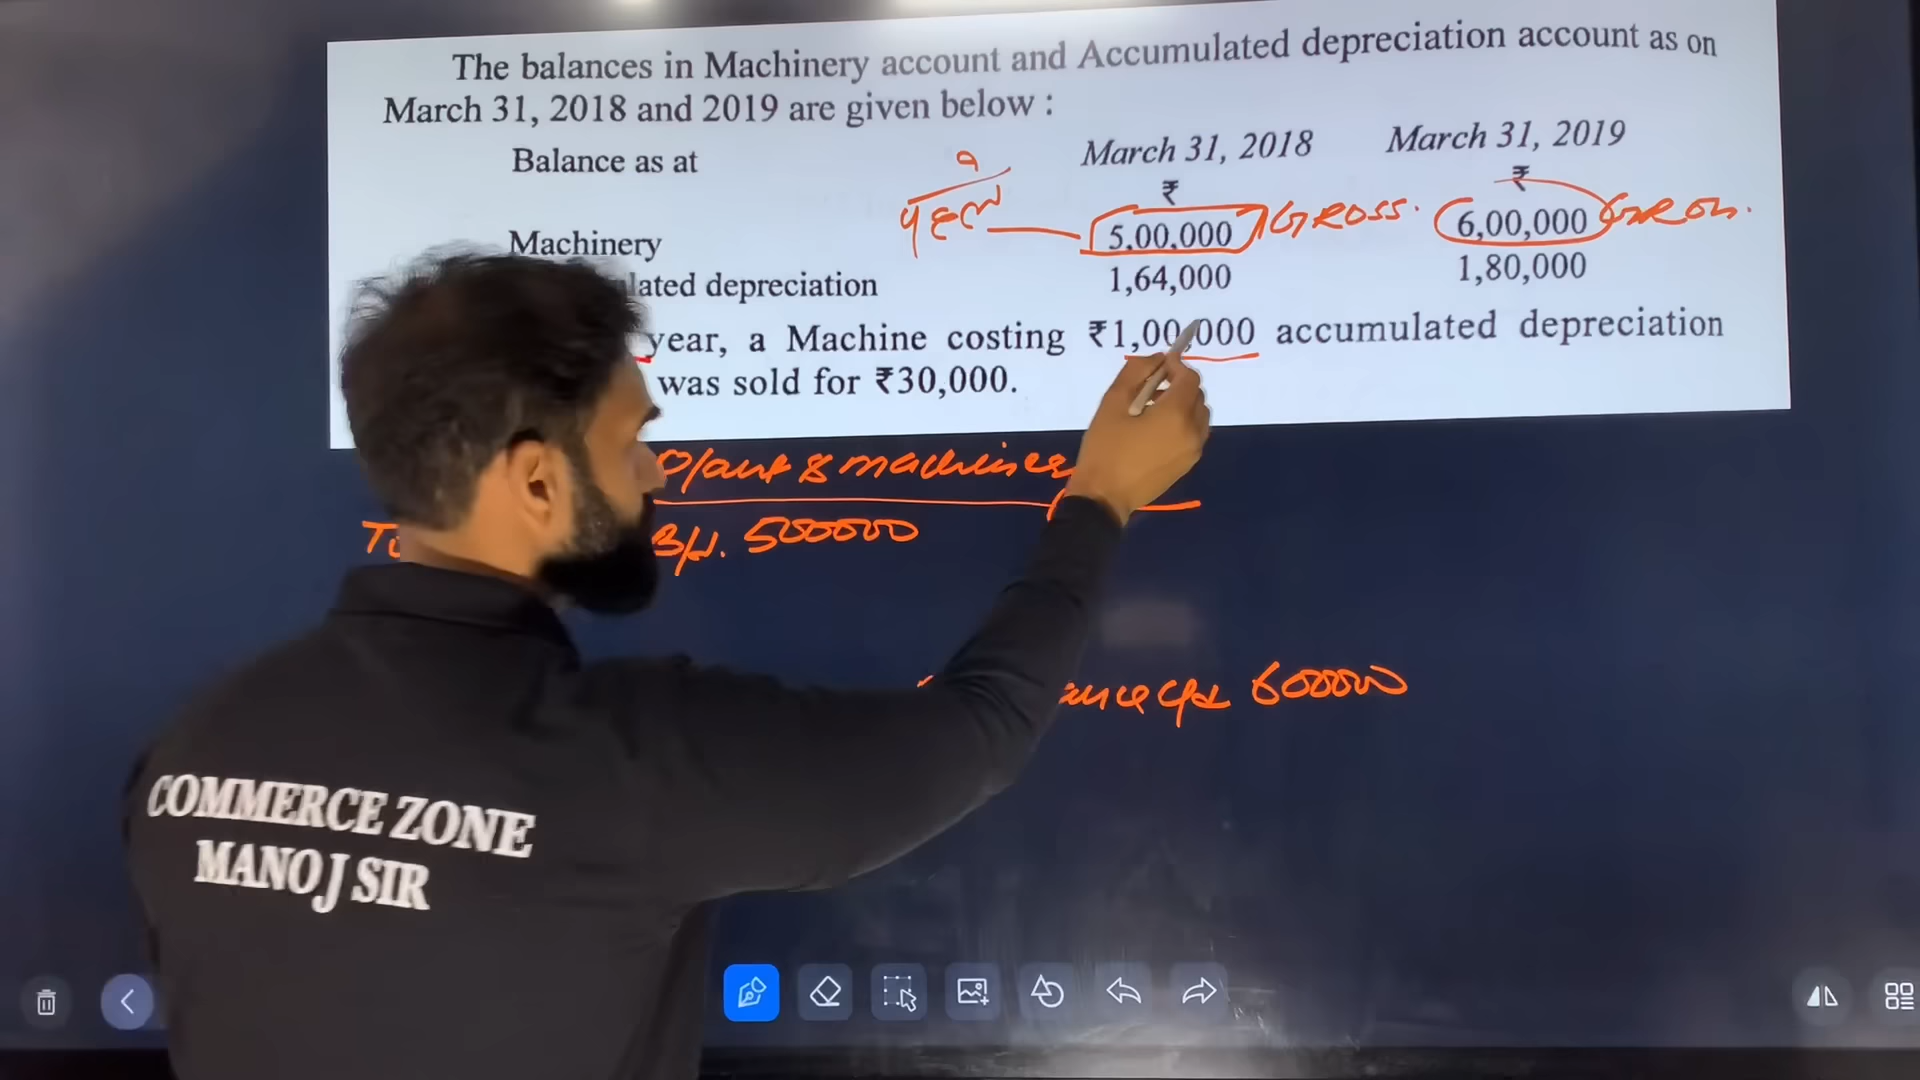 The balances in Machinery account and Accumulated depreciation account as on
March 31, 2018 and 2019 are given below :
Balance as at March 31, 2018 March 31, 2019
₹ ₹
पहले
Machinery 5,00,000 GROSS. 6,00,000
lated depreciation 1,64,000 1,80,000
year, a Machine costing ₹1,00,000 accumulated depreciation
was sold for ₹30,000.
Plant & machinery
To B/d. 500000
ance c/d 600000
COMMERCE ZONE
MANOJ SIR